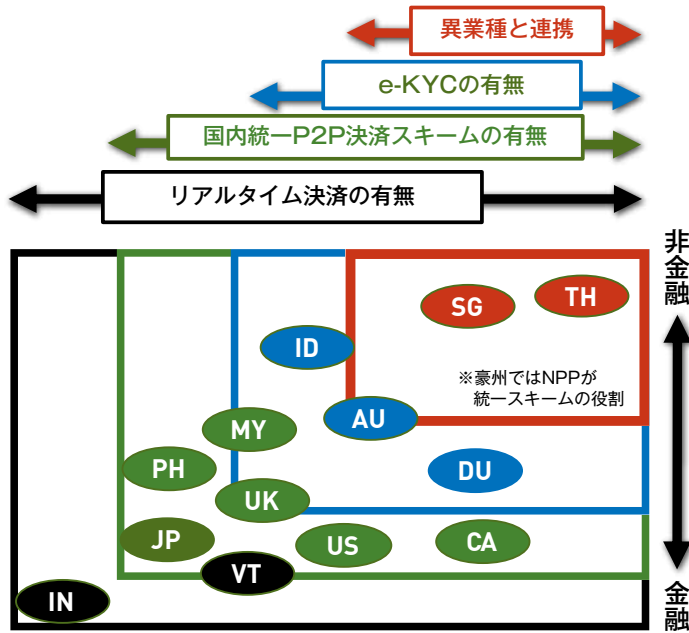 異業種と連携
e-KYCの有無
国内統一P2P決済スキームの有無
リアルタイム決済の有無
非金融
SG
TH
ID
※豪州ではNPPが
統一スキームの役割
AU
MY
PH
DU
UK
JP
US
CA
VT
IN
金融